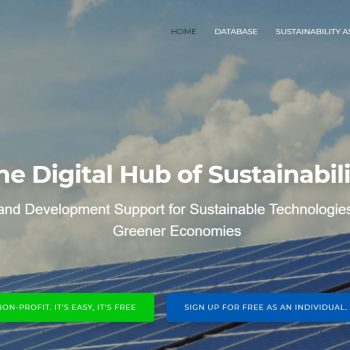 HOME DATABASE SUSTAINABILITY AS
he Digital Hub of Sustainabili
and Development Support for Sustainable Technologies
Greener Economies
NON-PROFIT. IT'S EASY, IT'S FREE SIGN UP FOR FREE AS AN INDIVIDUAL.